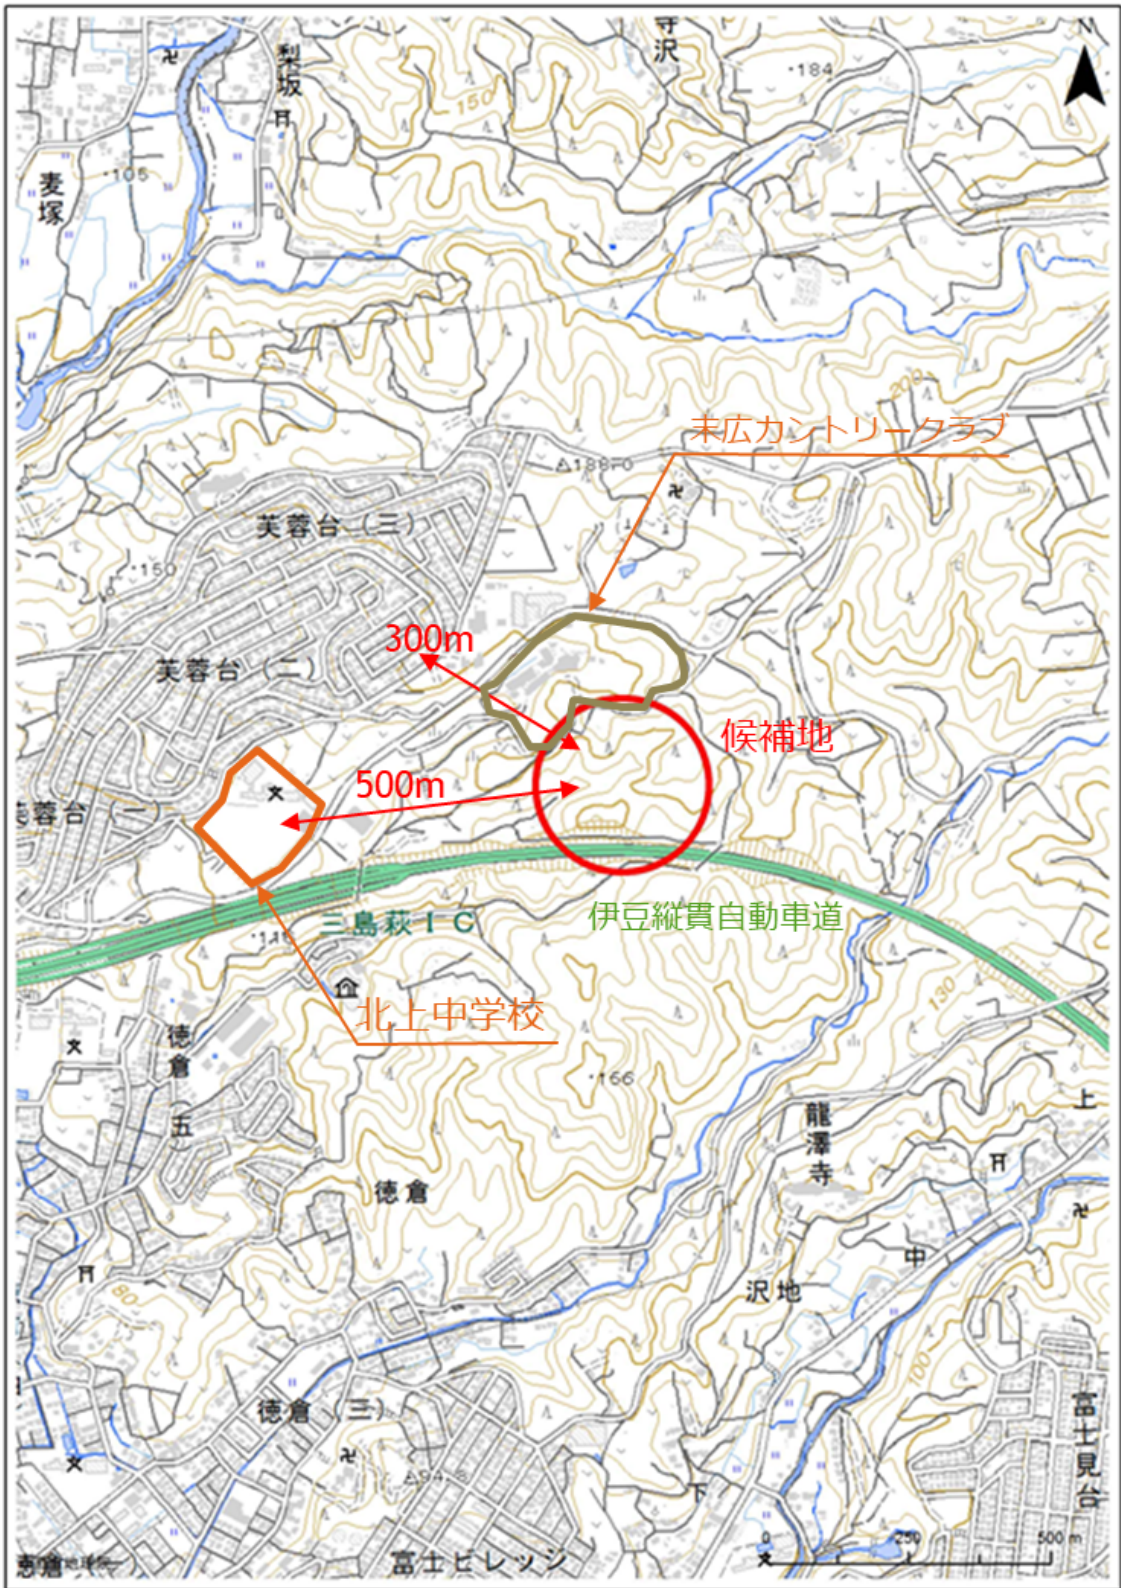 N
寺沢
梨坂
・184
150
・105
麦塚
200
末広カントリークラブ
△188.0
芙蓉台（三）
・150
300m
芙蓉台（二）
候補地
500m
芙蓉台（一）
伊豆縦貫自動車道
三島萩IC
北上中学校
130
徳倉（五）
・166
龍澤寺
上
徳倉
中
沢地
80
100
徳倉（三）
富士見台
下
0 250 500 m
富士ビレッジ